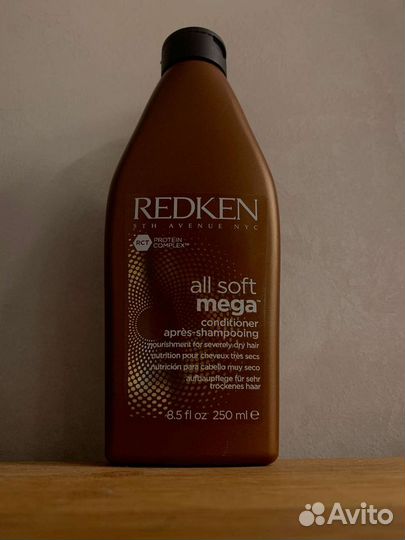 REDKEN
5TH AVENUE NYC
RCT PROTEIN
COMPLEX™
all soft
mega™
conditioner
après-shampooing
nourishment for severely dry hair
nutrition pour cheveux très secs
nutrición para cabello muy seco
aufbaupflege für sehr
trockenes haar
8.5 fl oz 250 ml e
Avito